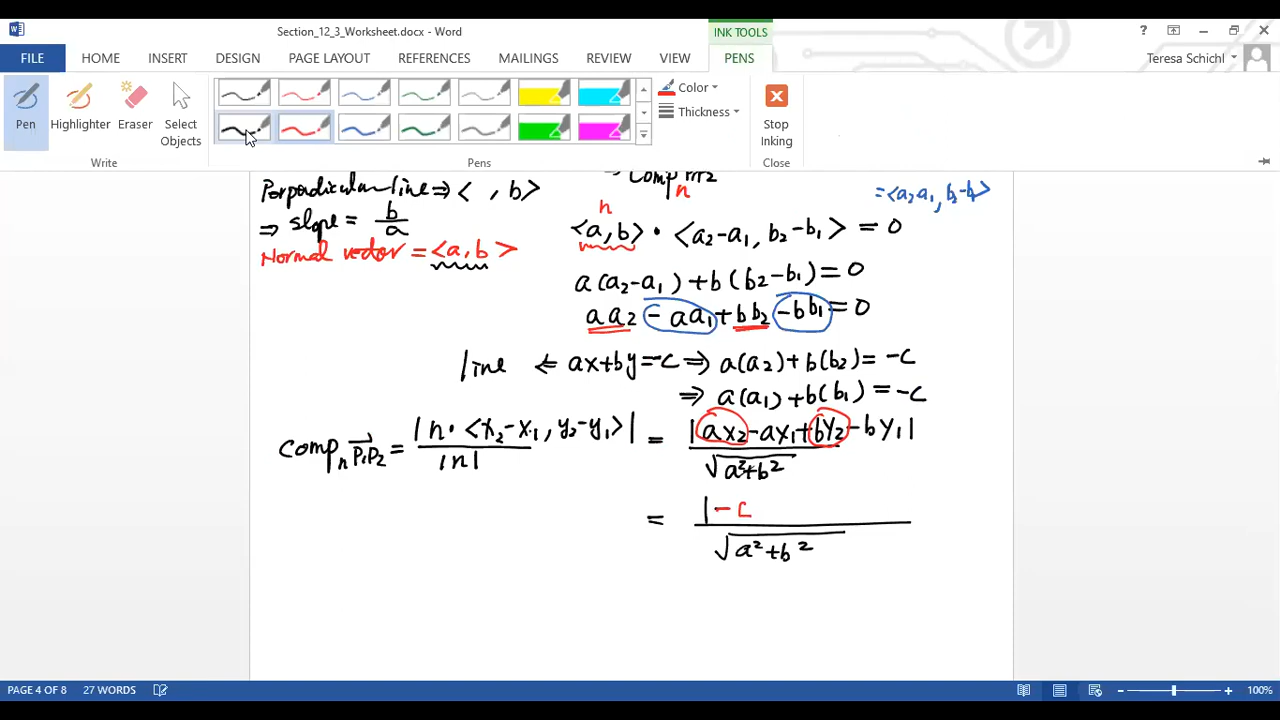 Section_12_3_Worksheet.docx - Word
INK TOOLS
FILE HOME INSERT DESIGN PAGE LAYOUT REFERENCES MAILINGS REVIEW VIEW PENS
Teresa Schichl
Pen Highlighter Eraser Select Objects
Color
Thickness
Stop Inking
Write Pens Close
Perpendicular line ⇒ < , b>
⇒ slope = b/a
Normal vector = <a, b>
n
= <a₂-a₁, b₂-b₁>
n
<a, b> • <a₂-a₁, b₂-b₁> = 0
a(a₂-a₁) + b(b₂-b₁) = 0
aa₂ - aa₁ + bb₂ - bb₁ = 0
line ⇐ ax+by=-c ⇒ a(a₂)+b(b₂) = -c
⇒ a(a₁)+b(b₁) = -c
compₙ P₁P₂ = |n • <x₂-x₁, y₂-y₁>| / |n| = |ax₂-ax₁+by₂-by₁| / √a²+b²
= |-c / √a²+b²
PAGE 4 OF 8 27 WORDS 100%